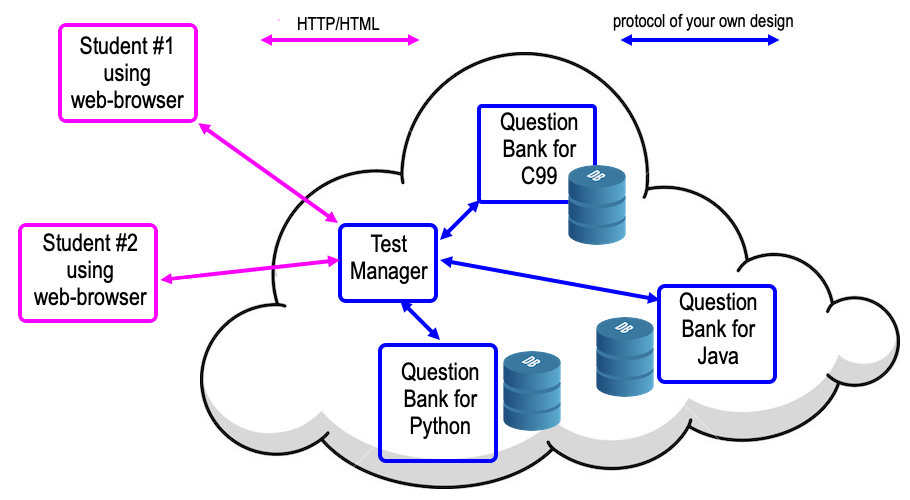 HTTP/HTML
protocol of your own design
Student #1
using
web-browser
Question
Bank for
C99
DB
Student #2
using
web-browser
Test
Manager
Question
Bank for
Java
DB
Question
Bank for
Python
DB